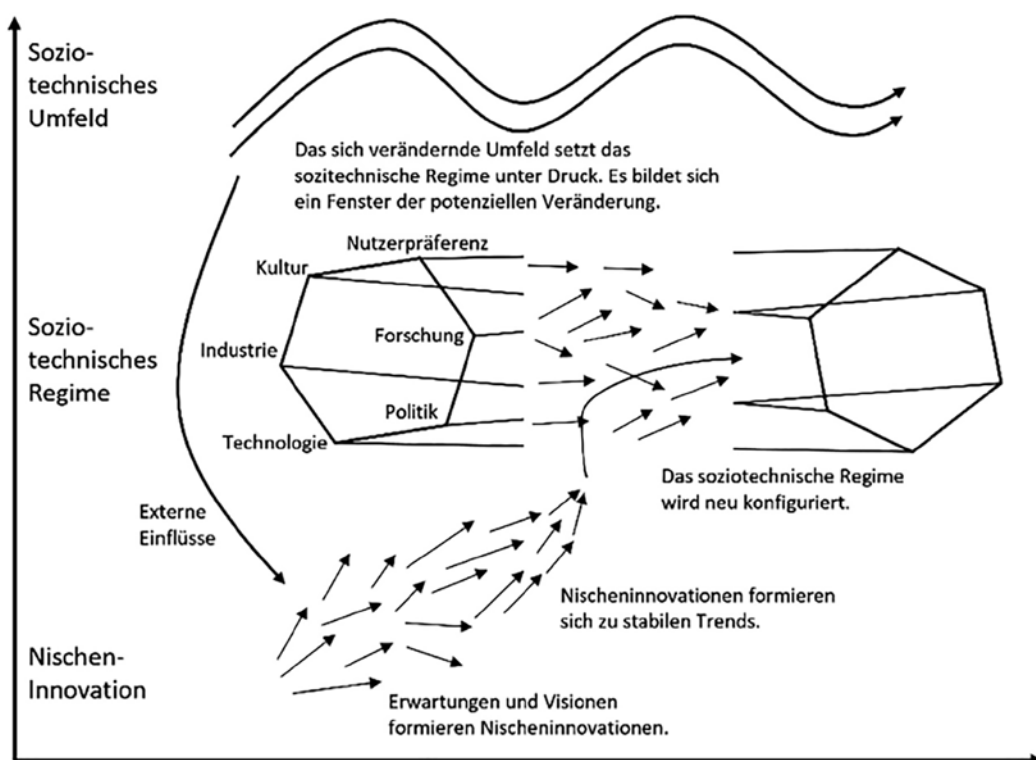 Sozio-
technisches
Umfeld
Das sich verändernde Umfeld setzt das
sozitechnische Regime unter Druck. Es bildet sich
ein Fenster der potenziellen Veränderung.
Nutzerpräferenz
Kultur
Sozio-
technisches
Regime
Industrie
Forschung
Politik
Technologie
Das soziotechnische Regime
wird neu konfiguriert.
Externe
Einflüsse
Nischeninnovationen formieren
sich zu stabilen Trends.
Nischen-
Innovation
Erwartungen und Visionen
formieren Nischeninnovationen.